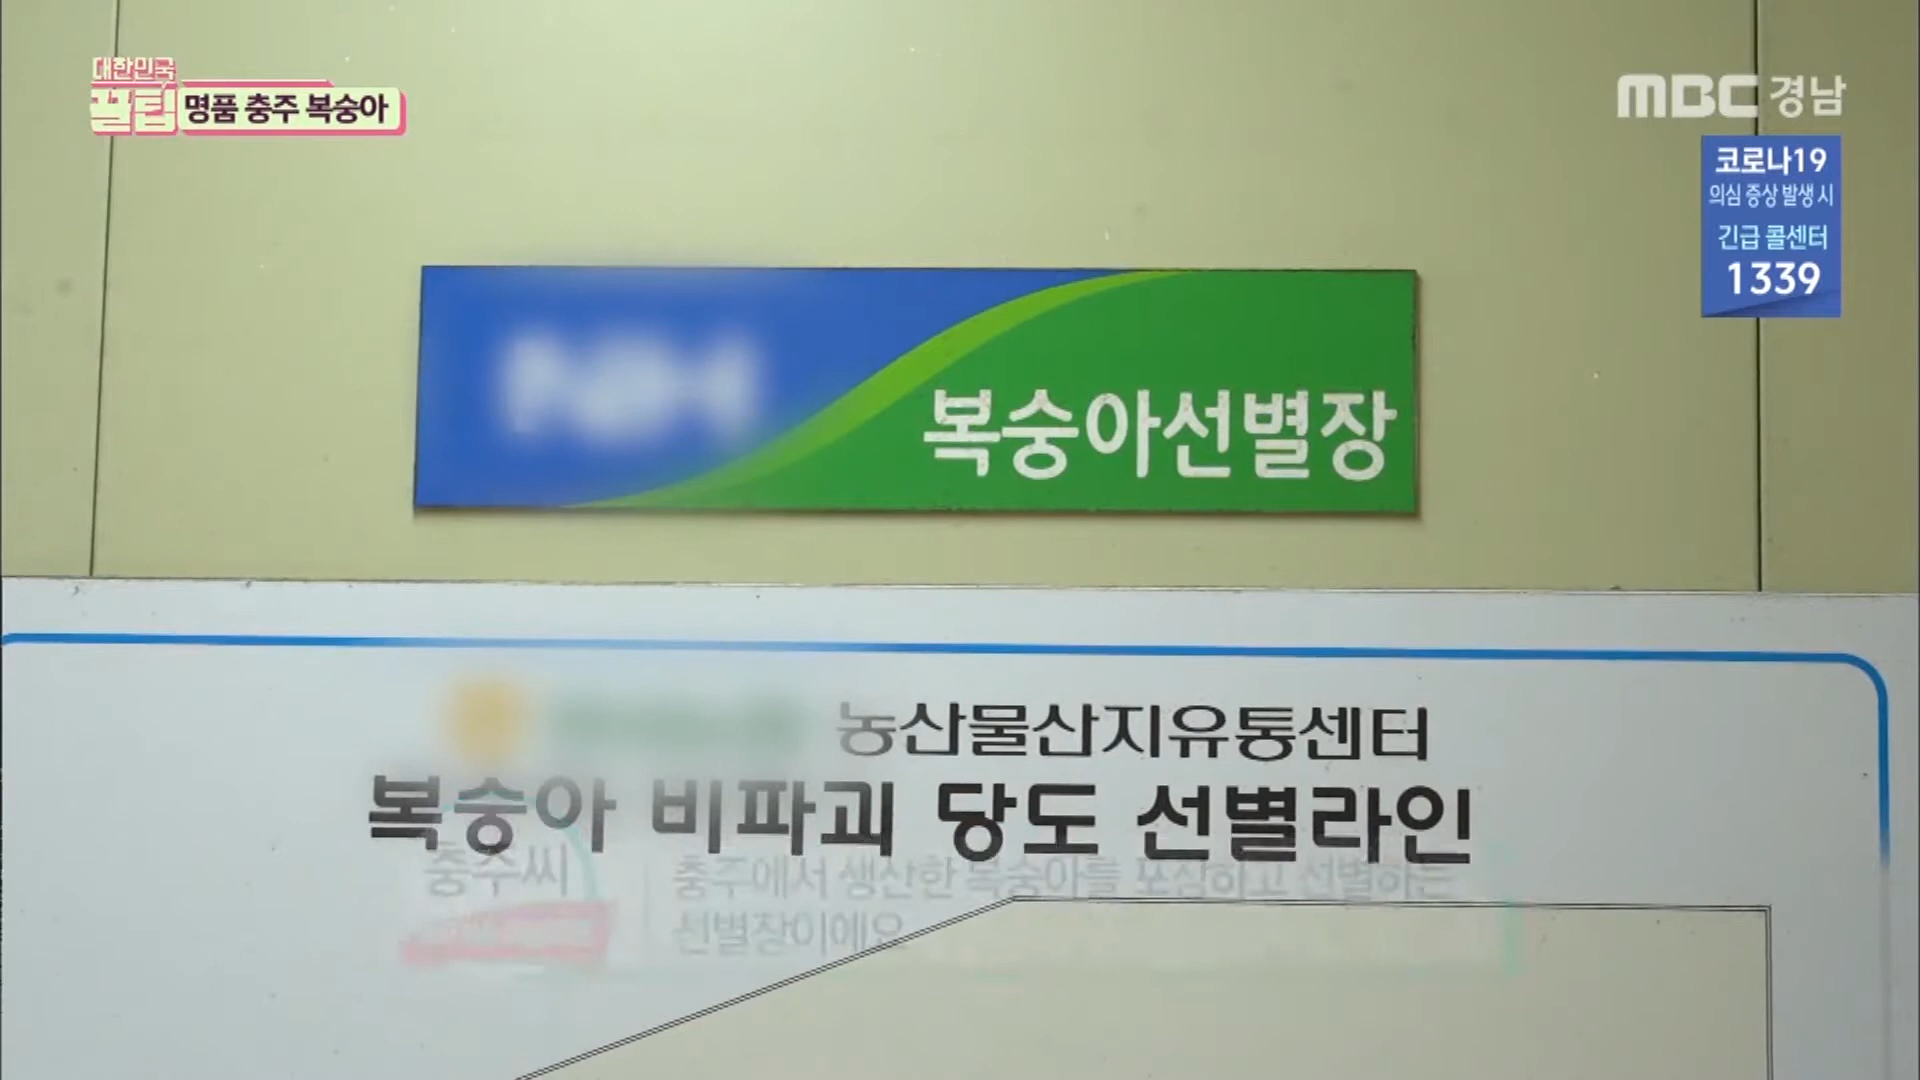 대한민국
꿀팁 명품 충주 복숭아
MBC 경남
코로나19
의심 증상 발생 시
긴급 콜센터
1339
복숭아선별장
농산물산지유통센터
복숭아 비파괴 당도 선별라인
충주씨
충주에서 생산한 복숭아를 포장하고 선별하는
선별장이에요